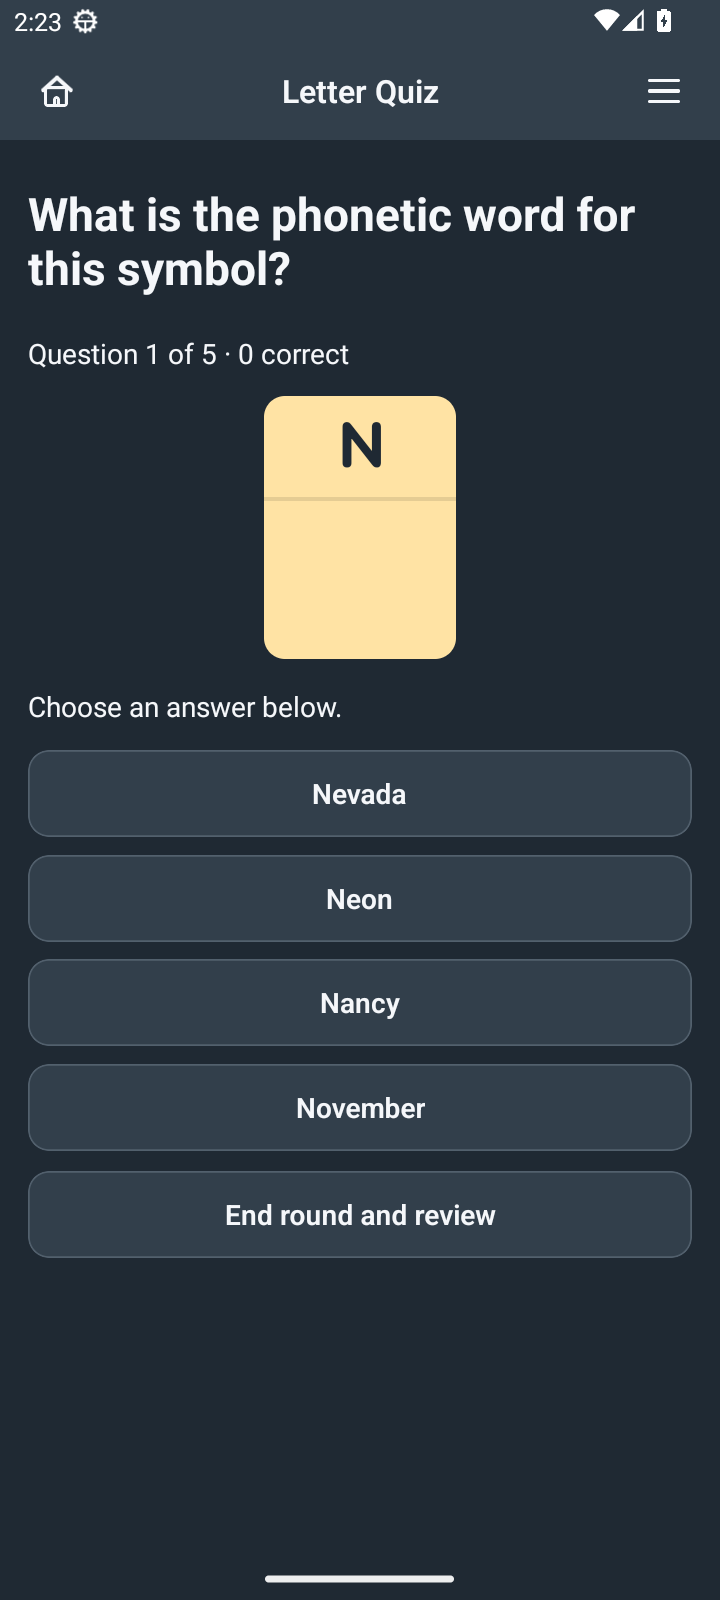 2:23
Letter Quiz
What is the phonetic word for
this symbol?
Question 1 of 5 · 0 correct
N
Choose an answer below.
Nevada
Neon
Nancy
November
End round and review